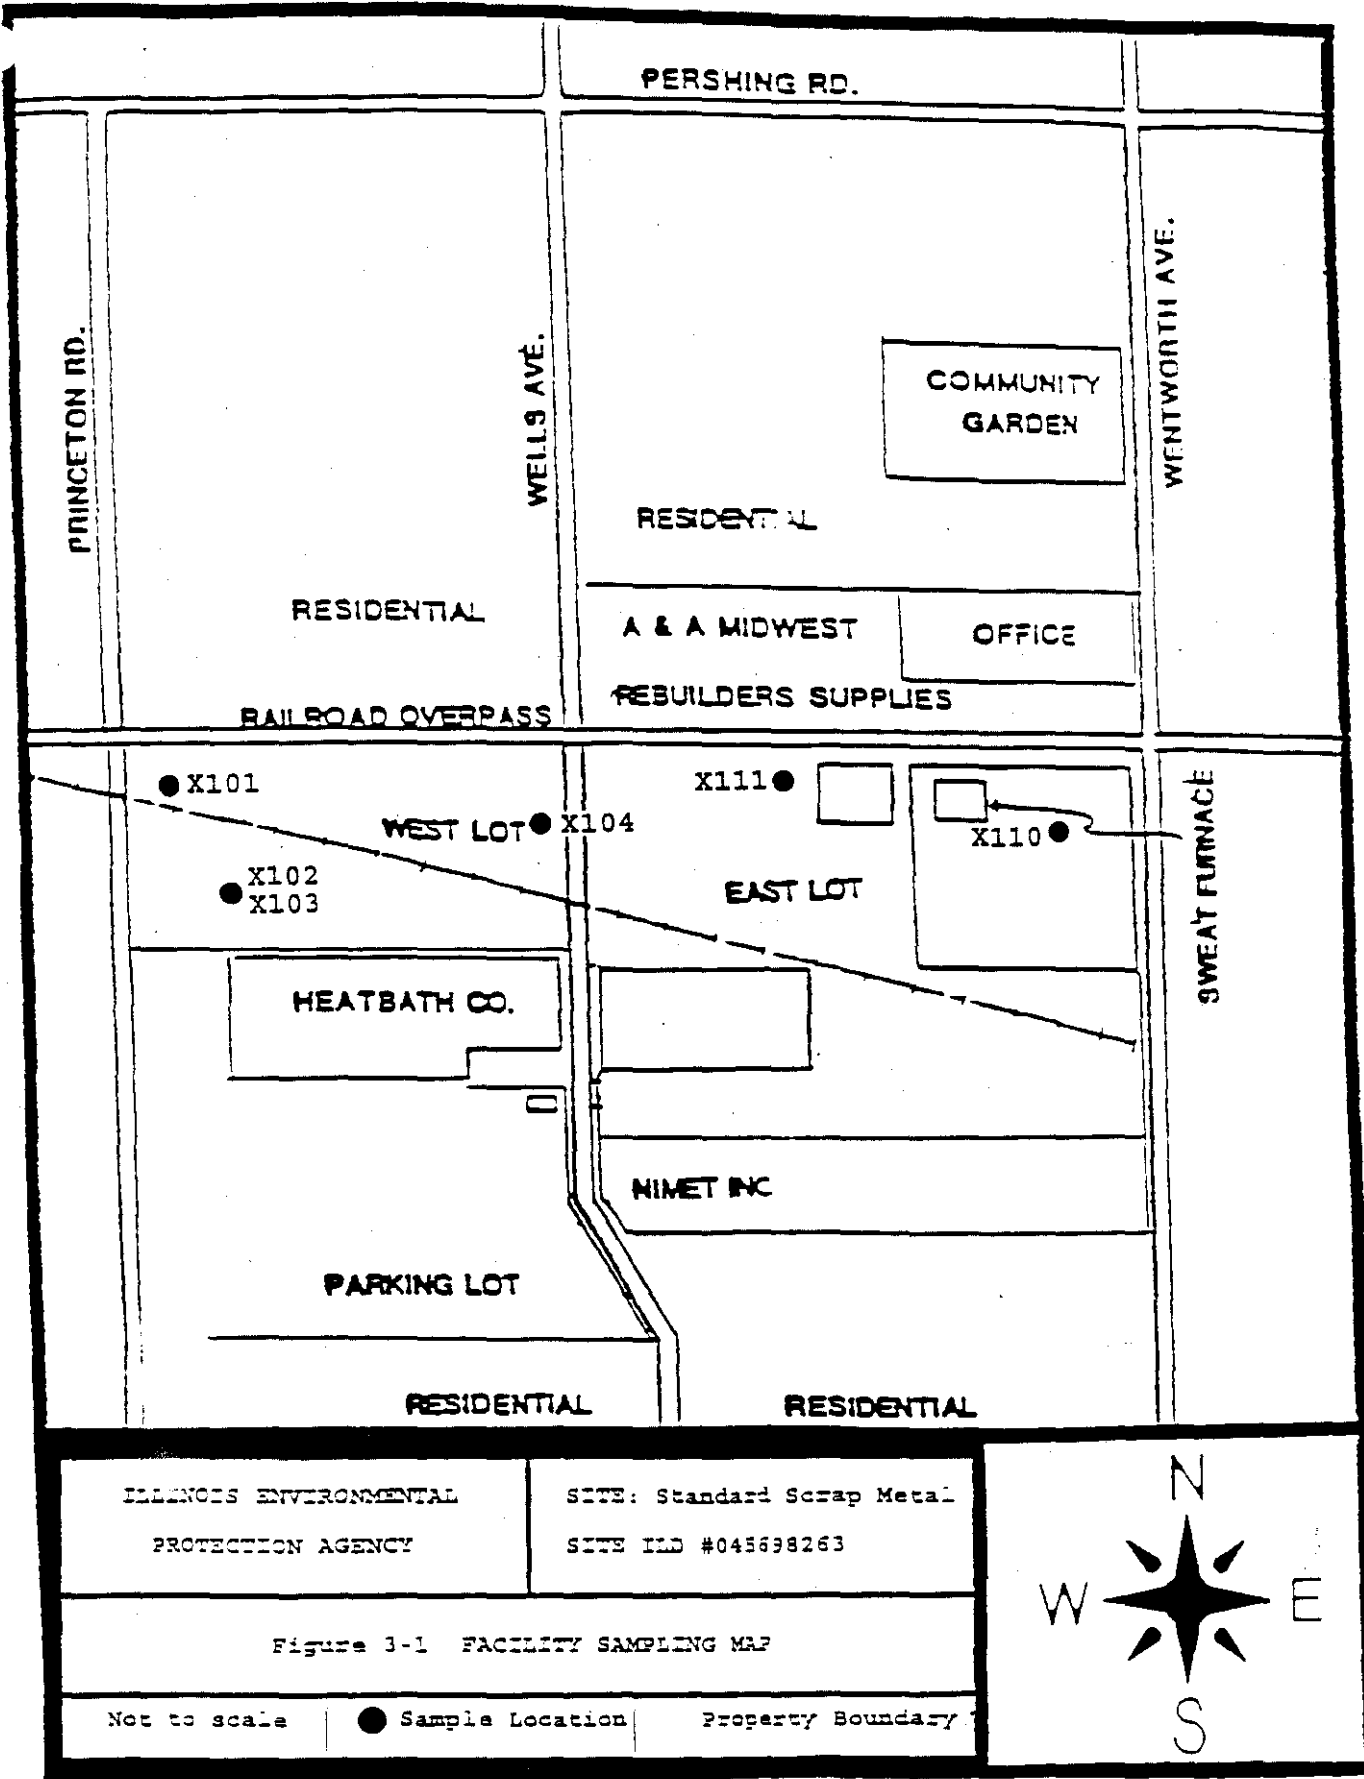 PERSHING RD.
PRINCETON RD.
WELLS AVE.
WENTWORTH AVE.
COMMUNITY
GARDEN
RESIDENTIAL
RESIDENTIAL
A & A MIDWEST
OFFICE
REBUILDERS SUPPLIES
RAILROAD OVERPASS
X101
X111
WEST LOT
X104
X110
SWEAT FURNACE
X102
X103
EAST LOT
HEATBATH CO.
NIMET INC
PARKING LOT
RESIDENTIAL
RESIDENTIAL
ILLINOIS ENVIRONMENTAL
PROTECTION AGENCY
SITE: Standard Scrap Metal
SITE ILD #045698263
Figure 3-1 FACILITY SAMPLING MAP
Not to scale
Sample Location
Property Boundary
N
W
E
S